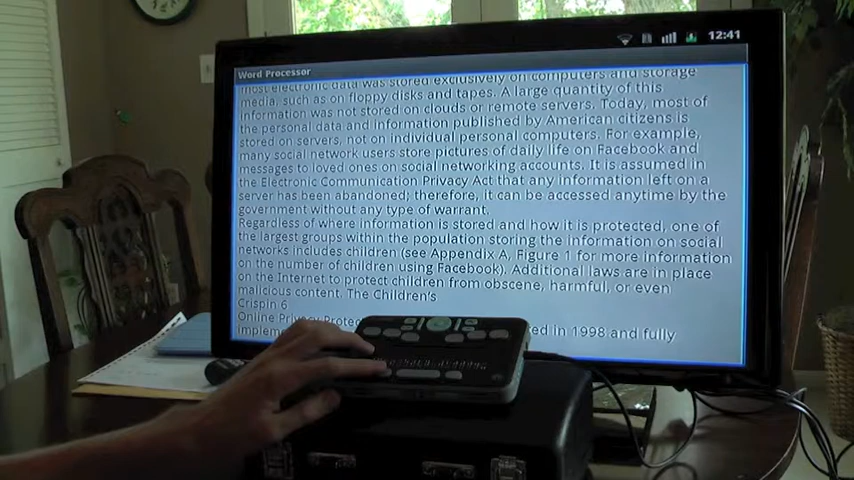 12:41
Word Processor
most electronic data was stored exclusively on computers and storage
media, such as on floppy disks and tapes. A large quantity of this
information was not stored on clouds or remote servers. Today, most of
the personal data and information published by American citizens is
stored on servers, not on individual personal computers. For example,
many social network users store pictures of daily life on Facebook and
messages to loved ones on social networking accounts. It is assumed in
the Electronic Communication Privacy Act that any information left on a
server has been abandoned; therefore, it can be accessed anytime by the
government without any type of warrant.
Regardless of where information is stored and how it is protected, one of
the largest groups within the population storing the information on social
networks includes children (see Appendix A, Figure 1 for more information
on the number of children using Facebook). Additional laws are in place
on the Internet to protect children from obscene, harmful, or even
malicious content. The Children's
Crispin 6
Online Privacy Protec ed in 1998 and fully
implem